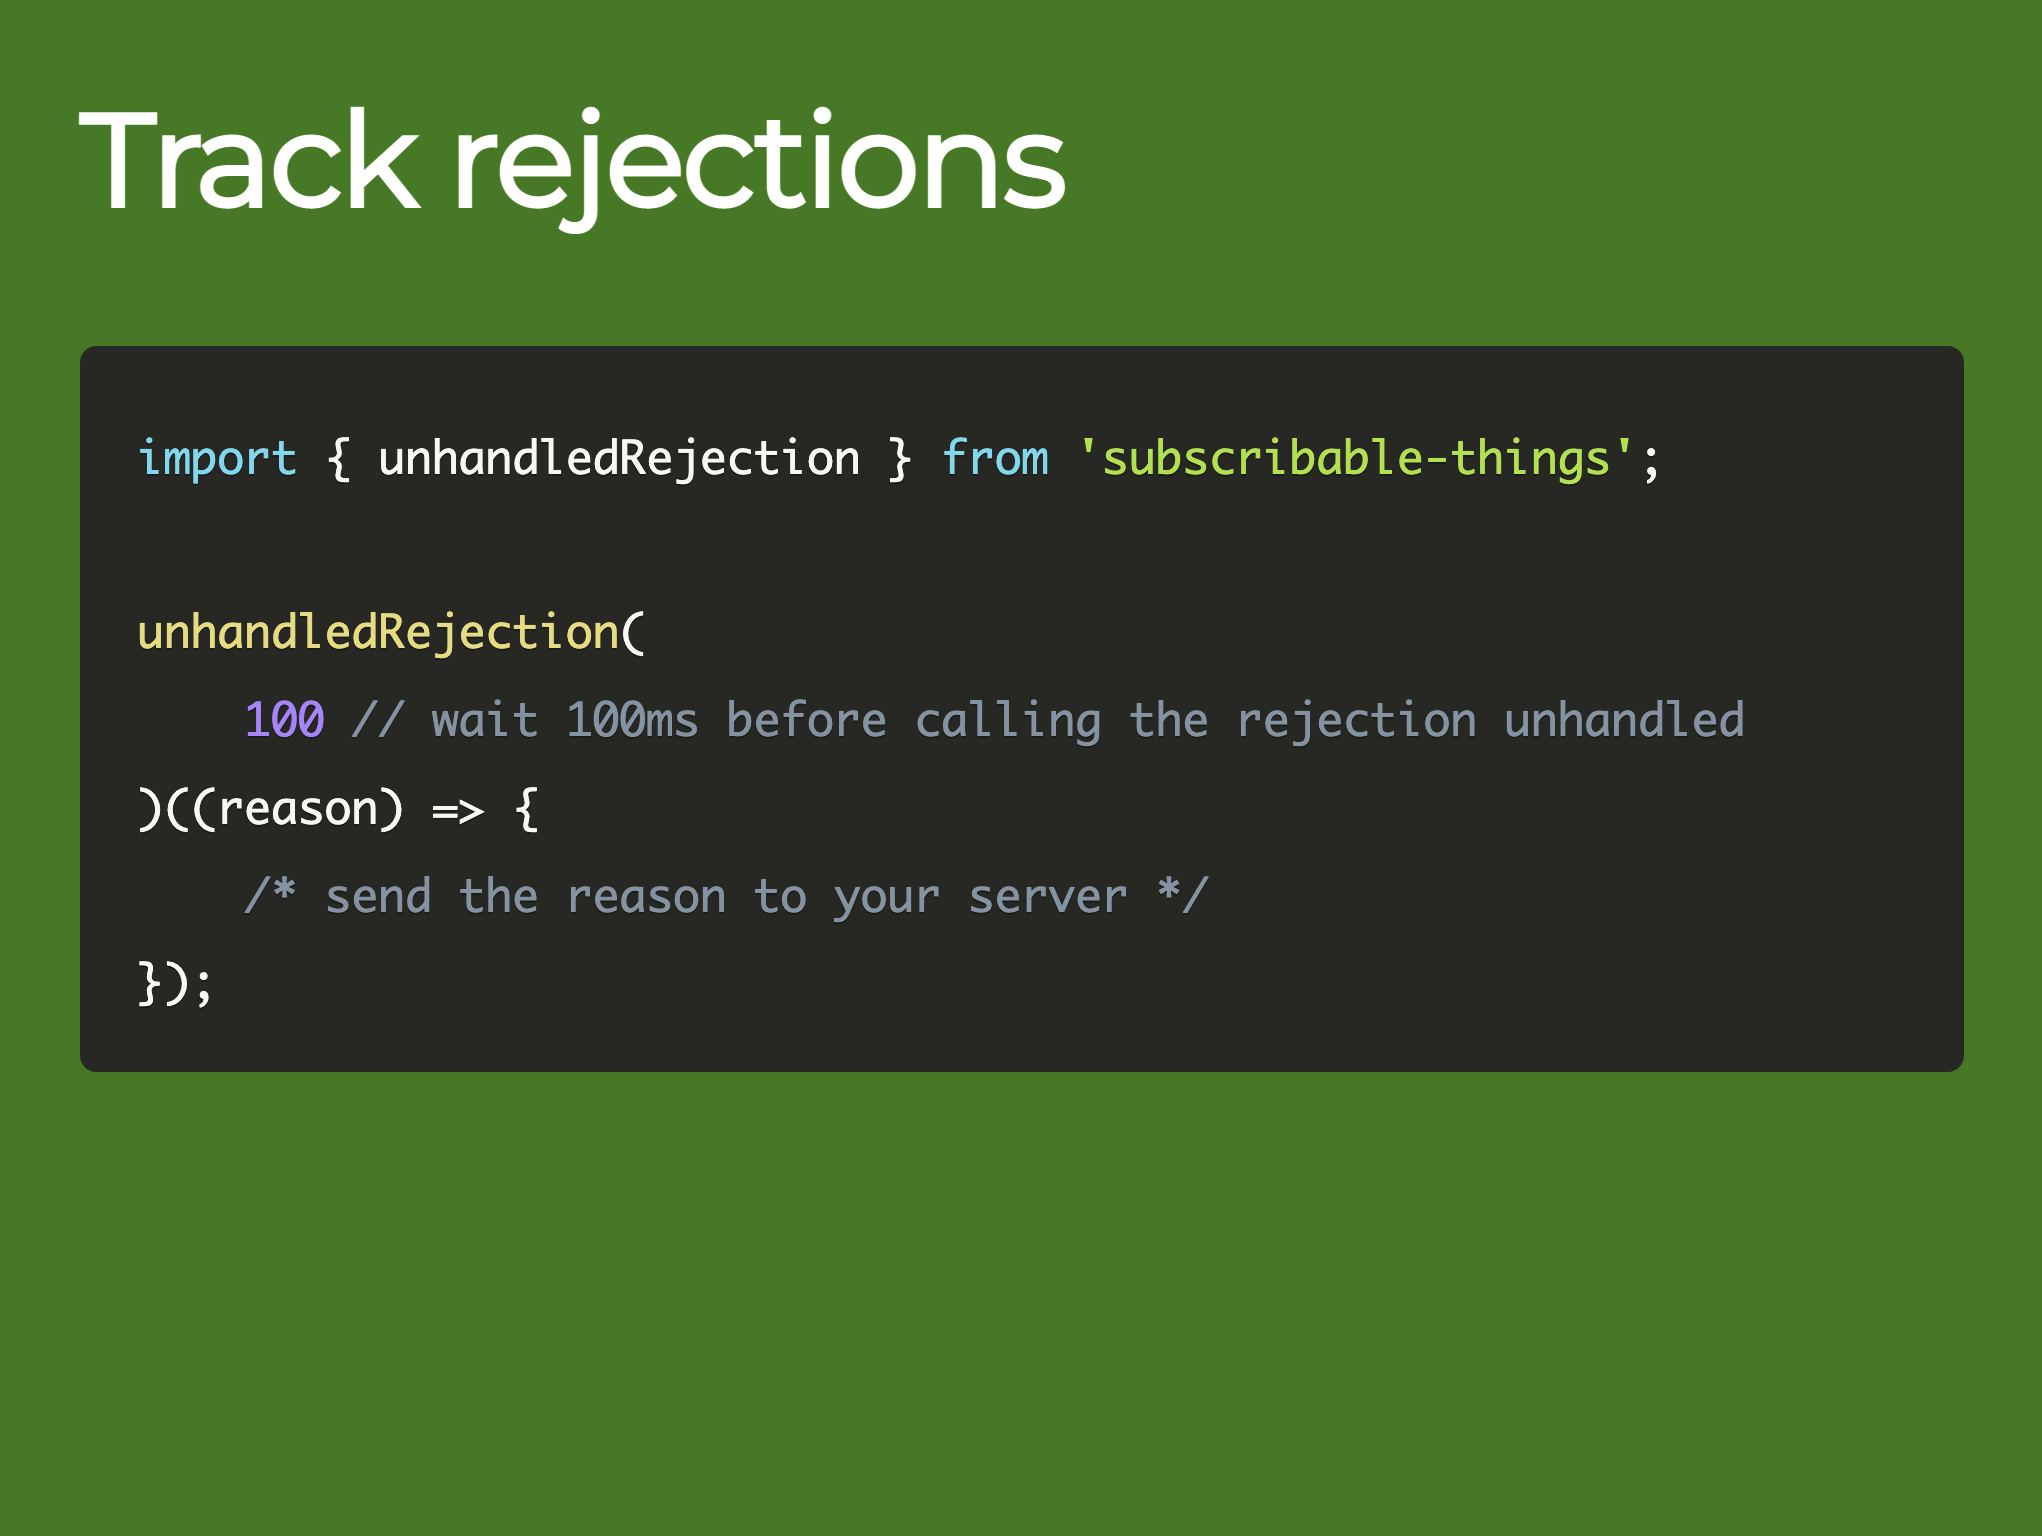 Track rejections
import { unhandledRejection } from 'subscribable-things';
unhandledRejection(
    100 // wait 100ms before calling the rejection unhandled
)((reason) => {
    /* send the reason to your server */
});